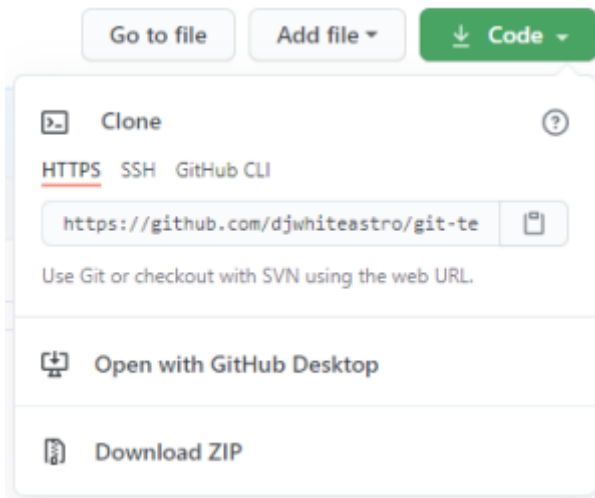 Go to file Add file Code
Clone
HTTPS SSH GitHub CLI
https://github.com/djwhiteastro/git-te
Use Git or checkout with SVN using the web URL.
Open with GitHub Desktop
Download ZIP